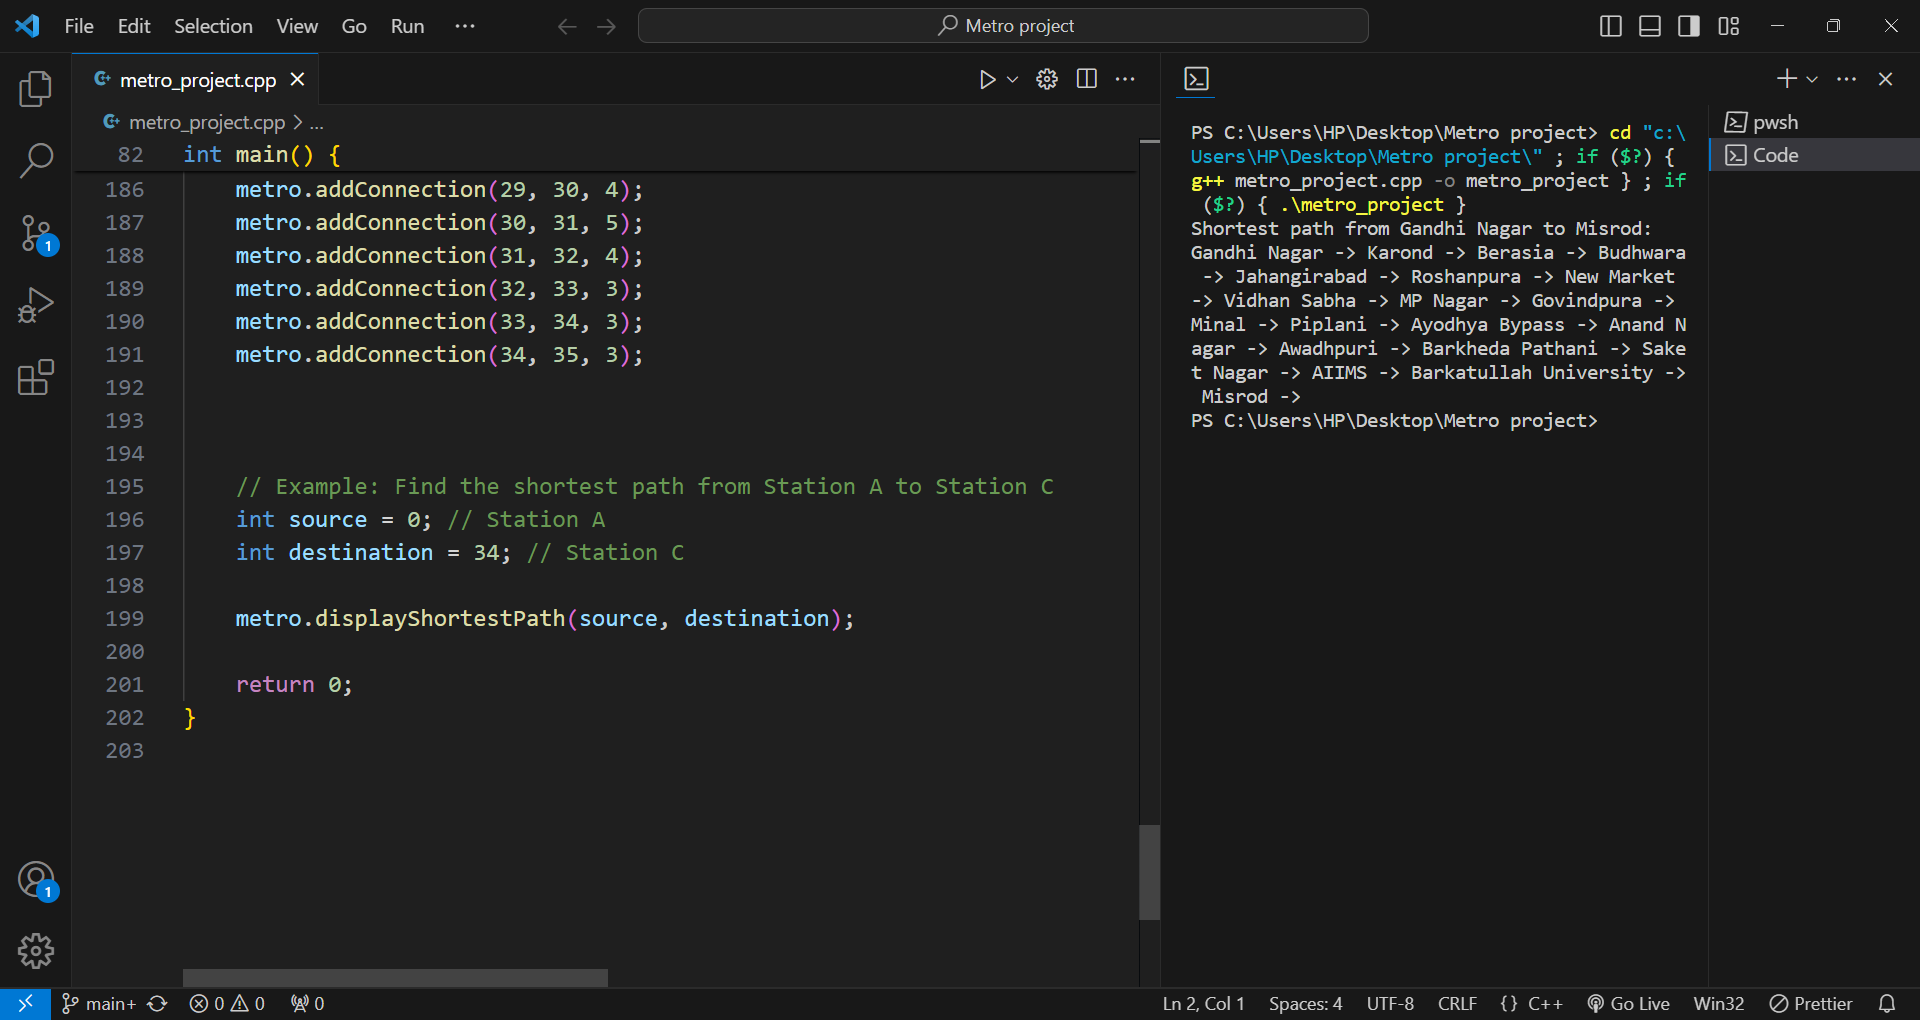 File Edit Selection View Go Run ··· Metro project
metro_project.cpp
metro_project.cpp > ...
82 int main() {
186 metro.addConnection(29, 30, 4);
187 metro.addConnection(30, 31, 5);
188 metro.addConnection(31, 32, 4);
189 metro.addConnection(32, 33, 3);
190 metro.addConnection(33, 34, 3);
191 metro.addConnection(34, 35, 3);
192
193
194
195 // Example: Find the shortest path from Station A to Station C
196 int source = 0; // Station A
197 int destination = 34; // Station C
198
199 metro.displayShortestPath(source, destination);
200
201 return 0;
202 }
203
PS C:\Users\HP\Desktop\Metro project> cd "c:\
Users\HP\Desktop\Metro project\" ; if ($?) {
g++ metro_project.cpp -o metro_project } ; if
($?) { .\metro_project }
Shortest path from Gandhi Nagar to Misrod:
Gandhi Nagar -> Karond -> Berasia -> Budhwara
-> Jahangirabad -> Roshanpura -> New Market
-> Vidhan Sabha -> MP Nagar -> Govindpura ->
Minal -> Piplani -> Ayodhya Bypass -> Anand N
agar -> Awadhpuri -> Barkheda Pathani -> Sake
t Nagar -> AIIMS -> Barkatullah University ->
Misrod ->
PS C:\Users\HP\Desktop\Metro project>
pwsh
Code
1
1
main+ 0 0 0 Ln 2, Col 1 Spaces: 4 UTF-8 CRLF {} C++ Go Live Win32 Prettier